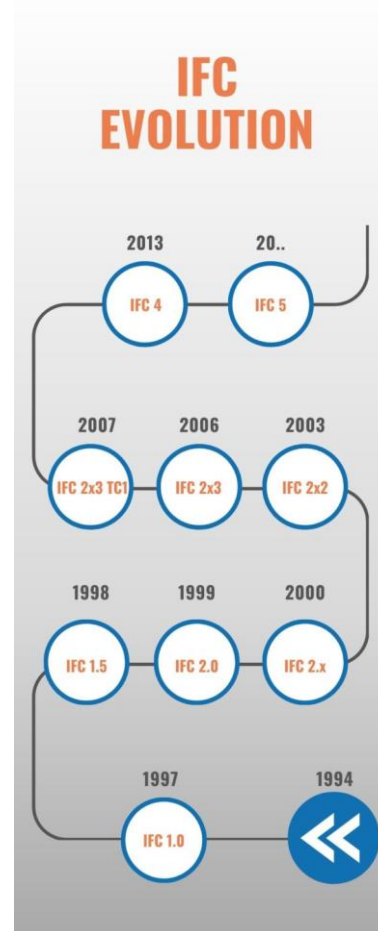 IFC
EVOLUTION
2013 20..
IFC 4 IFC 5
2007 2006 2003
IFC 2x3 TC1 IFC 2x3 IFC 2x2
1998 1999 2000
IFC 1.5 IFC 2.0 IFC 2.x
1997 1994
IFC 1.0